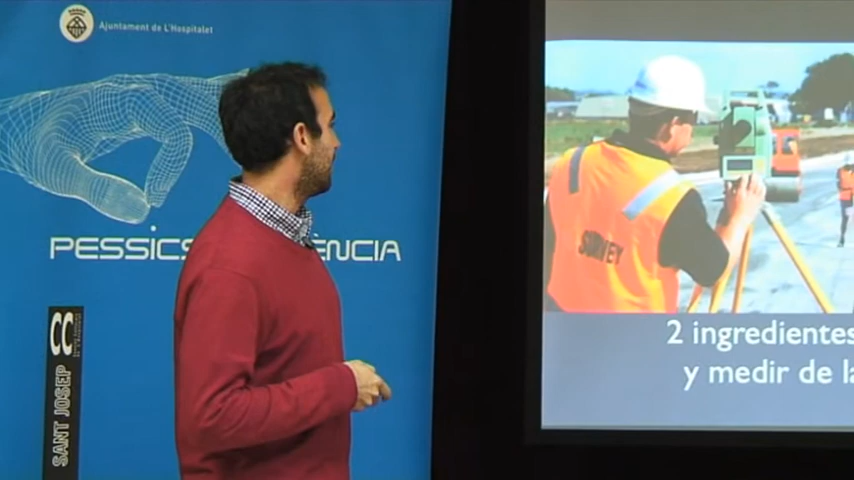 Ajuntament de L'Hospitalet
PESSICS ÈNCIA
CC
SANT JOSEP
SURVEY
2 ingredientes
y medir de la